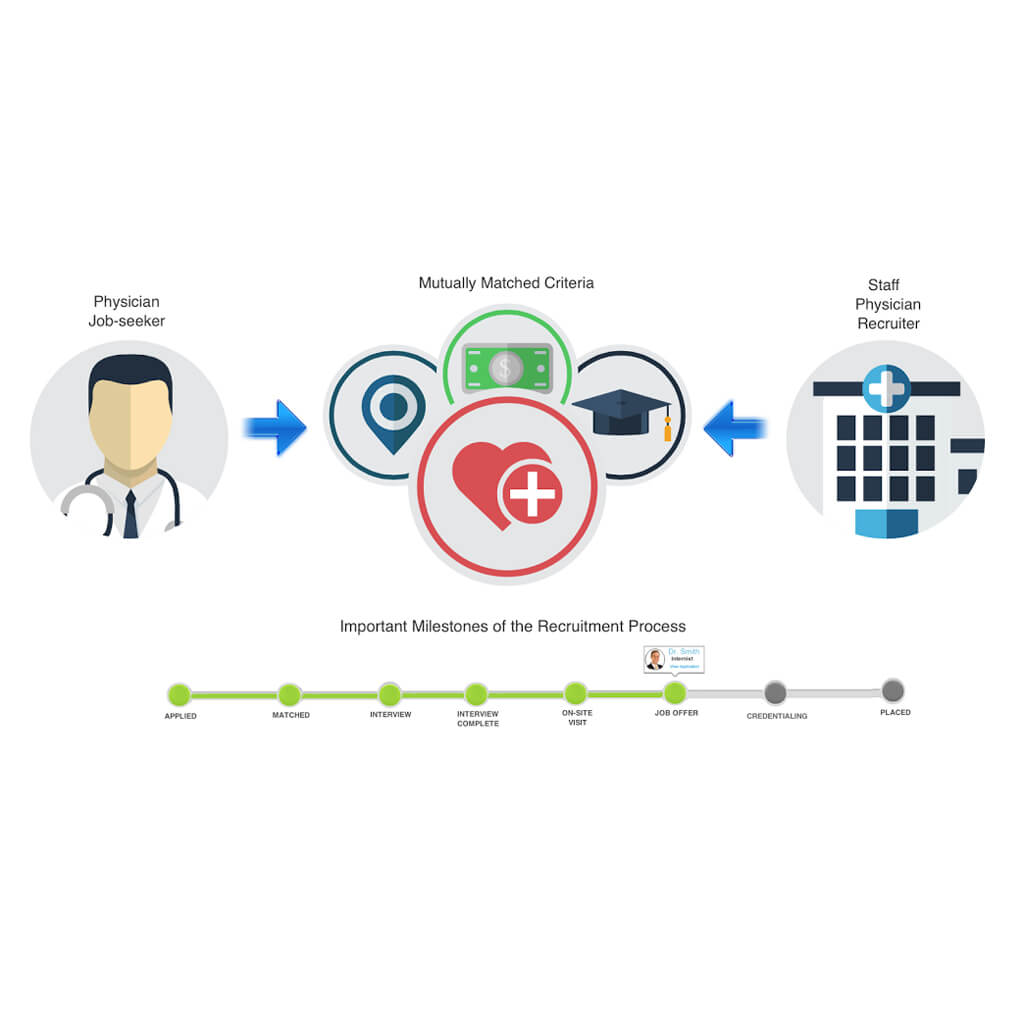 Mutually Matched Criteria
Physician
Job-seeker
Staff
Physician
Recruiter
$
Important Milestones of the Recruitment Process
Dr. Smith
Internist
View Application
APPLIED
MATCHED
INTERVIEW
INTERVIEW
COMPLETE
ON-SITE
VISIT
JOB OFFER
CREDENTIALING
PLACED